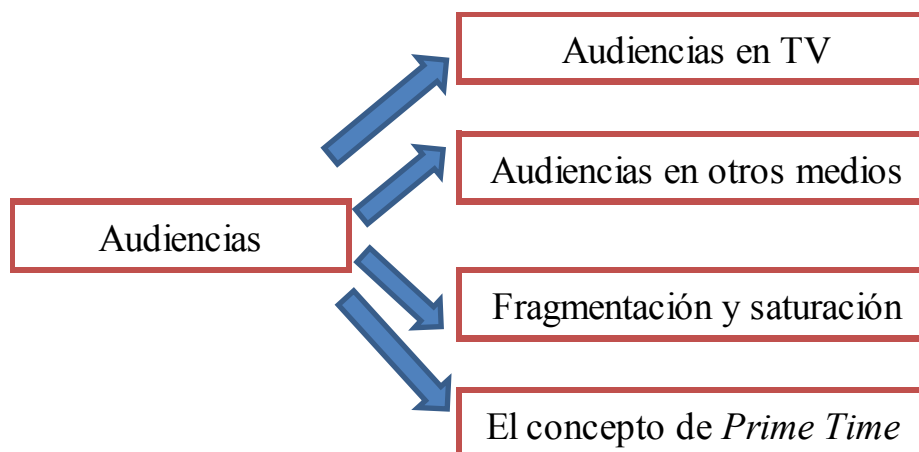 Audiencias en TV
Audiencias en otros medios
Audiencias
Fragmentación y saturación
El concepto de Prime Time